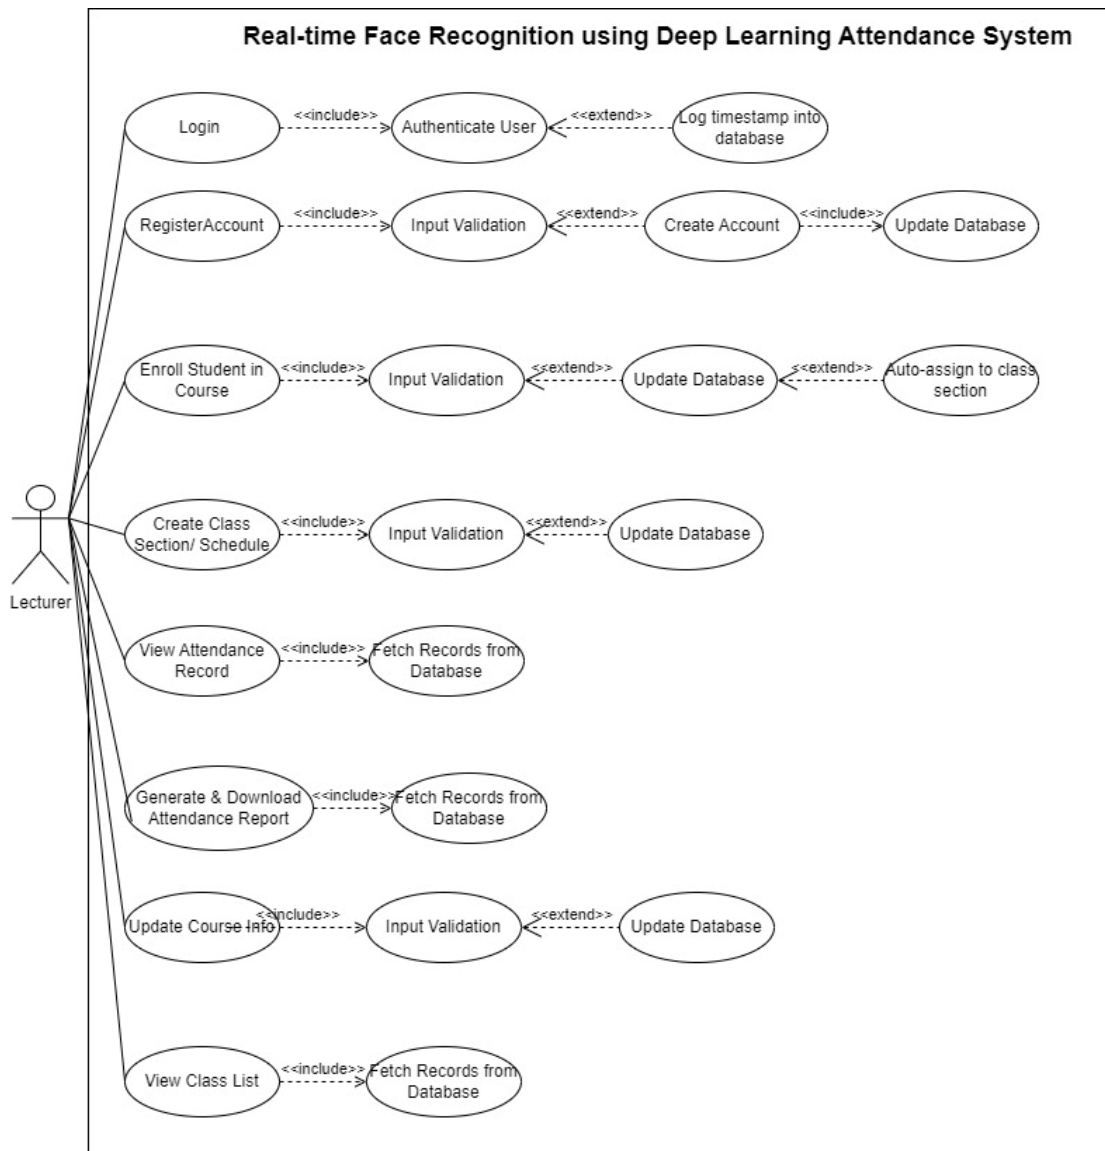 Real-time Face Recognition using Deep Learning Attendance System
Login
<<include>>
Authenticate User
<<extend>>
Log timestamp into
database
RegisterAccount
<<include>>
Input Validation
<<extend>>
Create Account
<<include>>
Update Database
Enroll Student in
Course
<<include>>
Input Validation
<<extend>>
Update Database
<<extend>>
Auto-assign to class
section
Lecturer
Create Class
Section/ Schedule
<<include>>
Input Validation
<<extend>>
Update Database
View Attendance
Record
<<include>>
Fetch Records from
Database
Generate & Download
Attendance Report
<<include>>
Fetch Records from
Database
Update Course Info
<<include>>
Input Validation
<<extend>>
Update Database
View Class List
<<include>>
Fetch Records from
Database